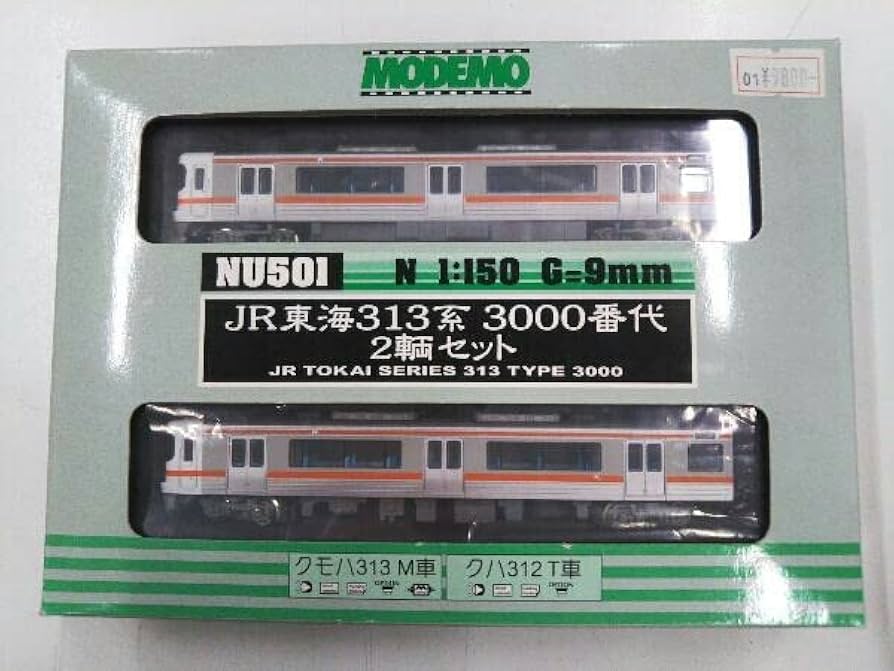 MODEMO
NU501 N 1:150 G=9mm
JR東海313系 3000番代
2輌セット
JR TOKAI SERIES 313 TYPE 3000
クモハ313 M車
クハ312 T車
OPTION
OPTION